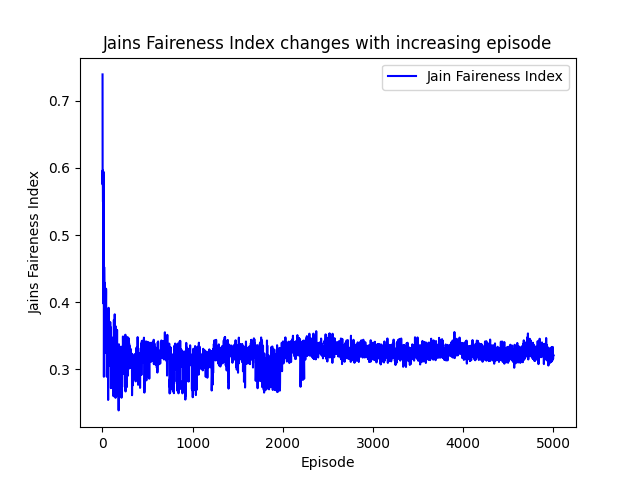 Jains Faireness Index changes with increasing episode
Jain Faireness Index
0.7
0.6
0.5
0.4
0.3
Jains Faireness Index
0
1000
2000
3000
4000
5000
Episode